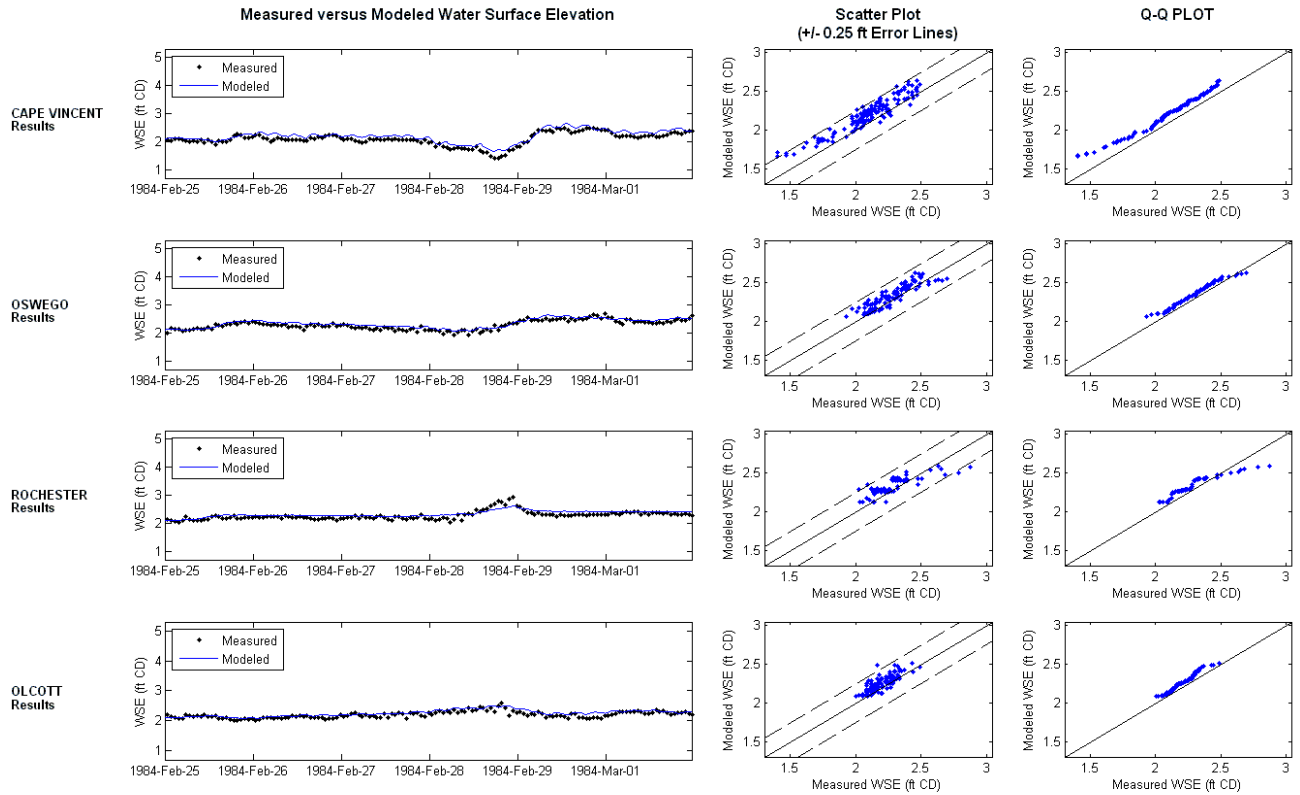 Measured versus Modeled Water Surface Elevation
Scatter Plot
(+/- 0.25 ft Error Lines)
Q-Q PLOT
CAPE VINCENT
Results
WSE (ft CD)
5
4
3
2
1
Measured
Modeled
1984-Feb-25 1984-Feb-26 1984-Feb-27 1984-Feb-28 1984-Feb-29 1984-Mar-01
Modeled WSE (ft CD)
3
2.5
2
1.5
1.5 2 2.5 3
Measured WSE (ft CD)
Modeled WSE (ft CD)
3
2.5
2
1.5
1.5 2 2.5 3
Measured WSE (ft CD)
OSWEGO
Results
WSE (ft CD)
5
4
3
2
1
Measured
Modeled
1984-Feb-25 1984-Feb-26 1984-Feb-27 1984-Feb-28 1984-Feb-29 1984-Mar-01
Modeled WSE (ft CD)
3
2.5
2
1.5
1.5 2 2.5 3
Measured WSE (ft CD)
Modeled WSE (ft CD)
3
2.5
2
1.5
1.5 2 2.5 3
Measured WSE (ft CD)
ROCHESTER
Results
WSE (ft CD)
5
4
3
2
1
Measured
Modeled
1984-Feb-25 1984-Feb-26 1984-Feb-27 1984-Feb-28 1984-Feb-29 1984-Mar-01
Modeled WSE (ft CD)
3
2.5
2
1.5
1.5 2 2.5 3
Measured WSE (ft CD)
Modeled WSE (ft CD)
3
2.5
2
1.5
1.5 2 2.5 3
Measured WSE (ft CD)
OLCOTT
Results
WSE (ft CD)
5
4
3
2
1
Measured
Modeled
1984-Feb-25 1984-Feb-26 1984-Feb-27 1984-Feb-28 1984-Feb-29 1984-Mar-01
Modeled WSE (ft CD)
3
2.5
2
1.5
1.5 2 2.5 3
Measured WSE (ft CD)
Modeled WSE (ft CD)
3
2.5
2
1.5
1.5 2 2.5 3
Measured WSE (ft CD)